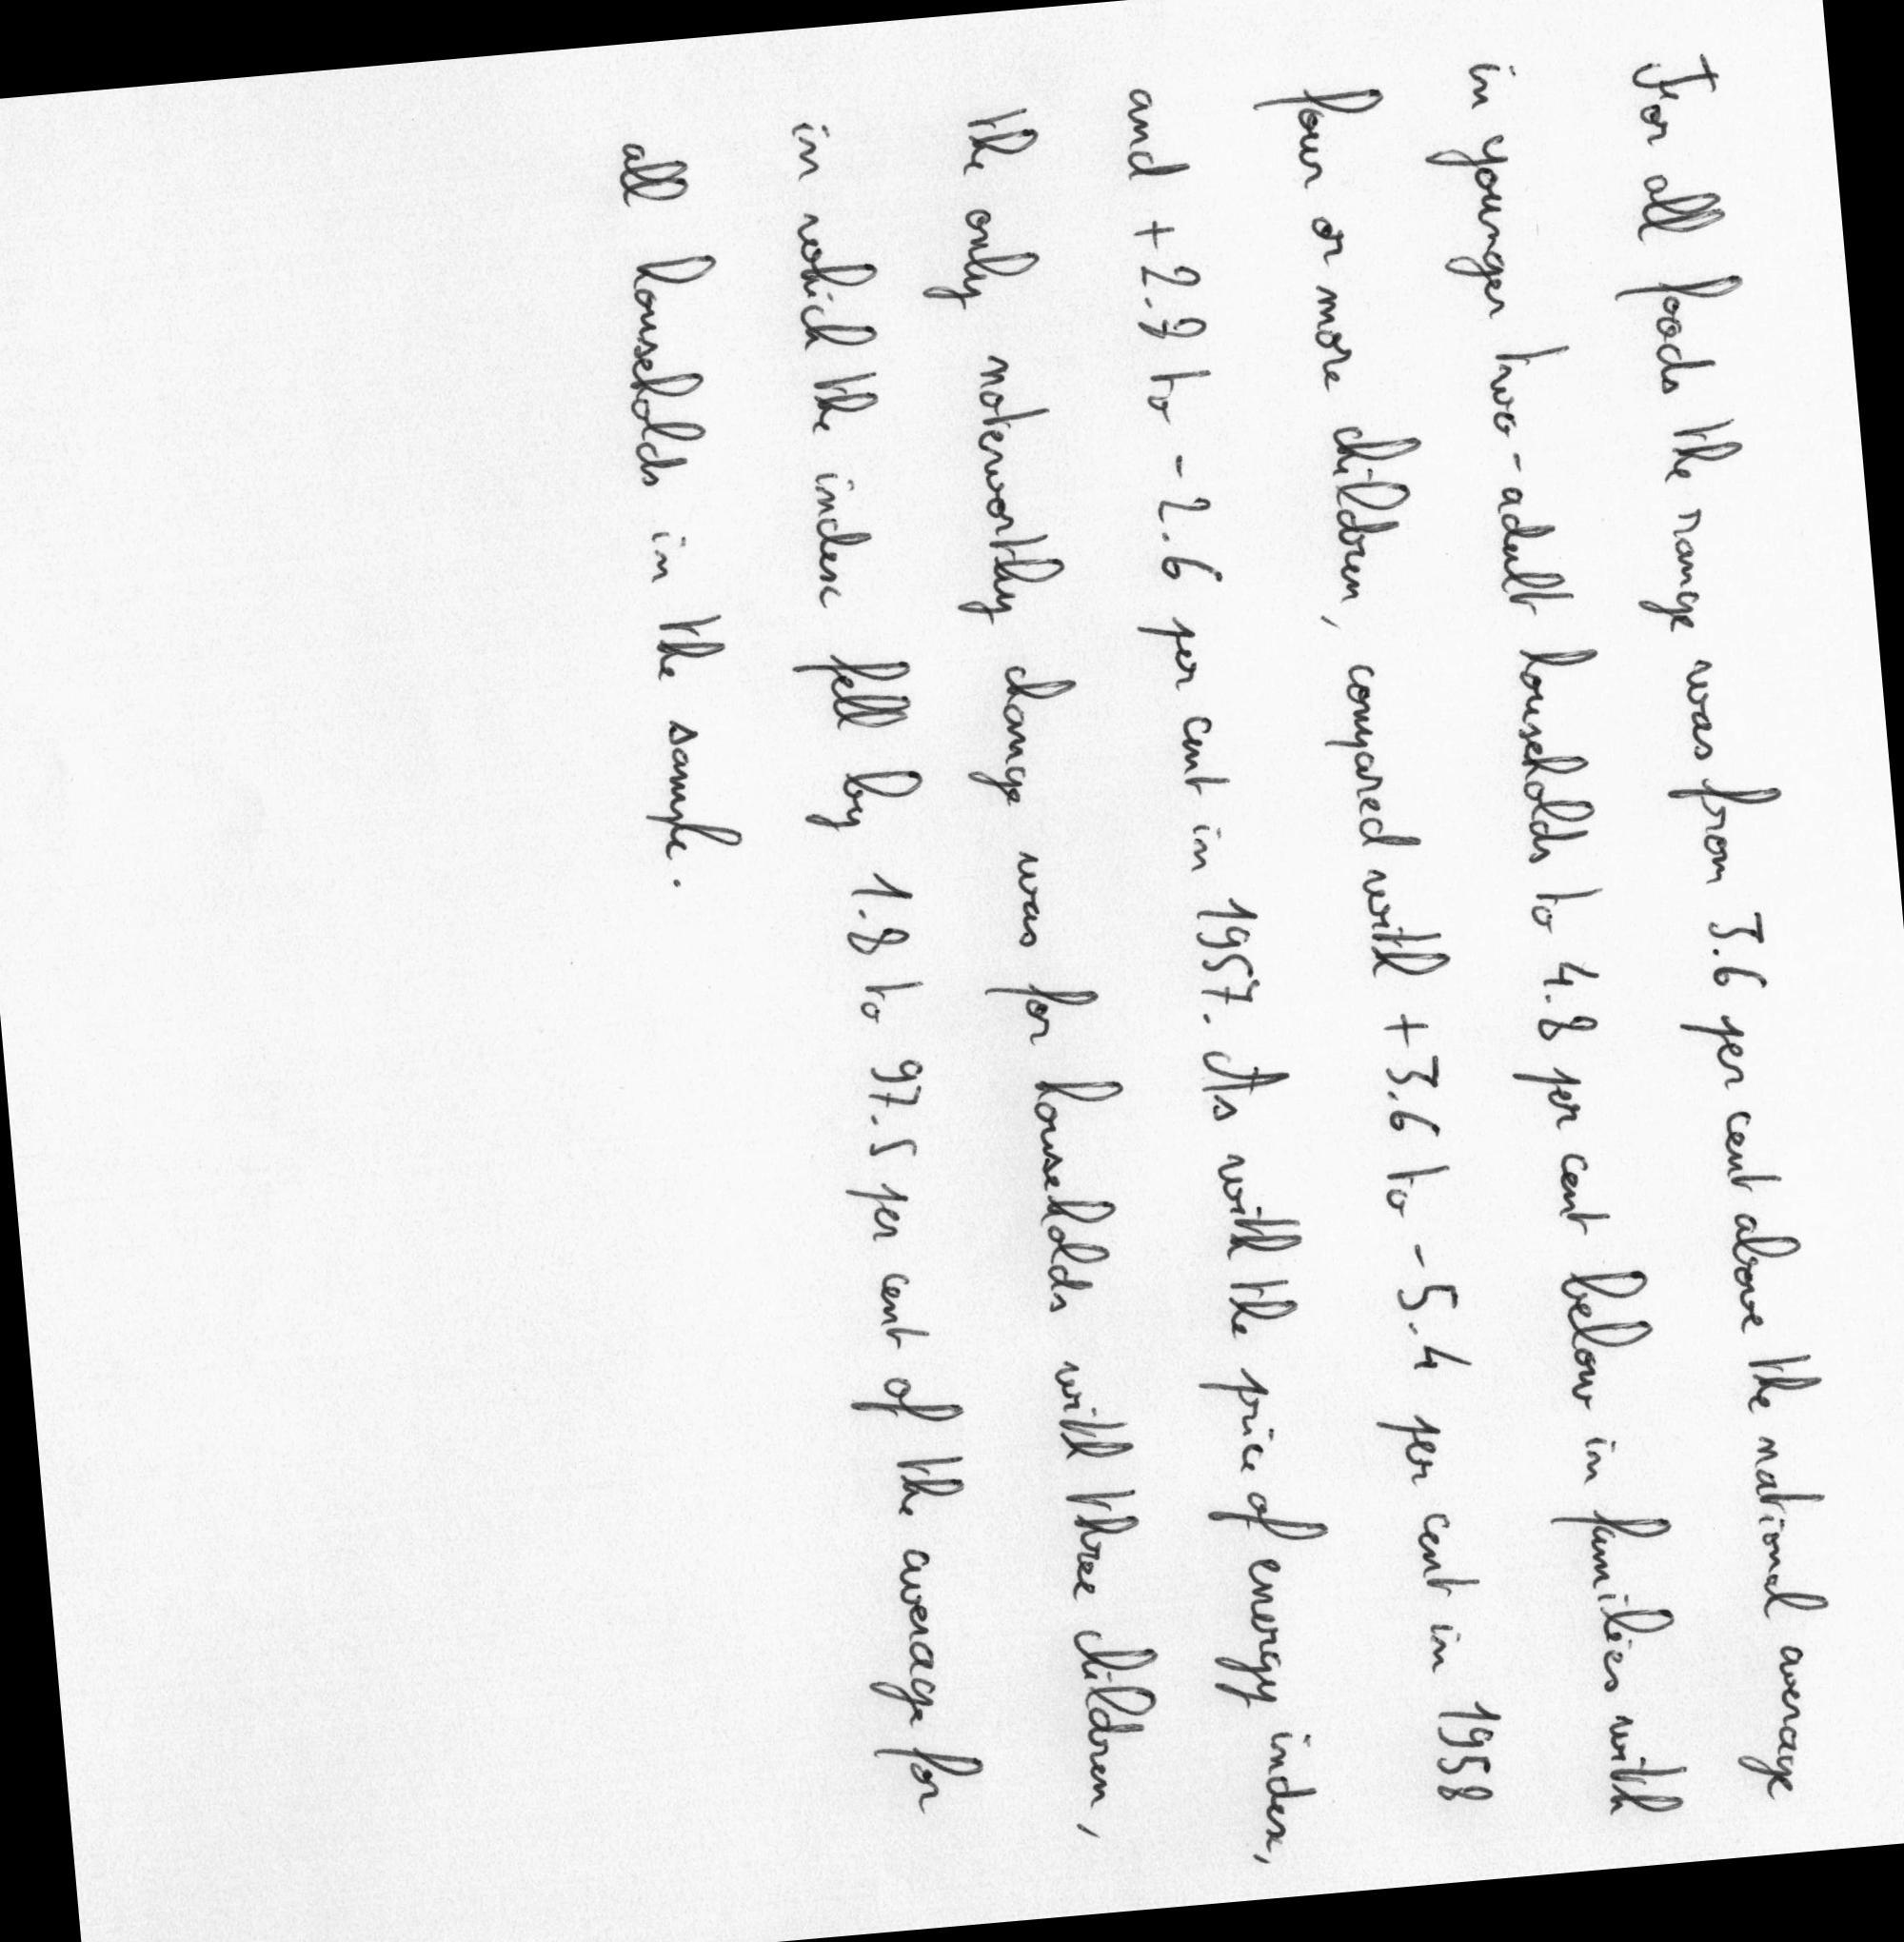 For all foods the range was from 3.6 per cent above the national average
in younger two-adult households to 4.8 per cent below in families with
four or more children, compared with +3.6 to -5.4 per cent in 1958
and +2.9 to -2.6 per cent in 1957. As with the price of energy index,
the only noteworthy change was for households with three children,
in which the index fell by 1.8 to 97.5 per cent of the average for
all households in the sample.